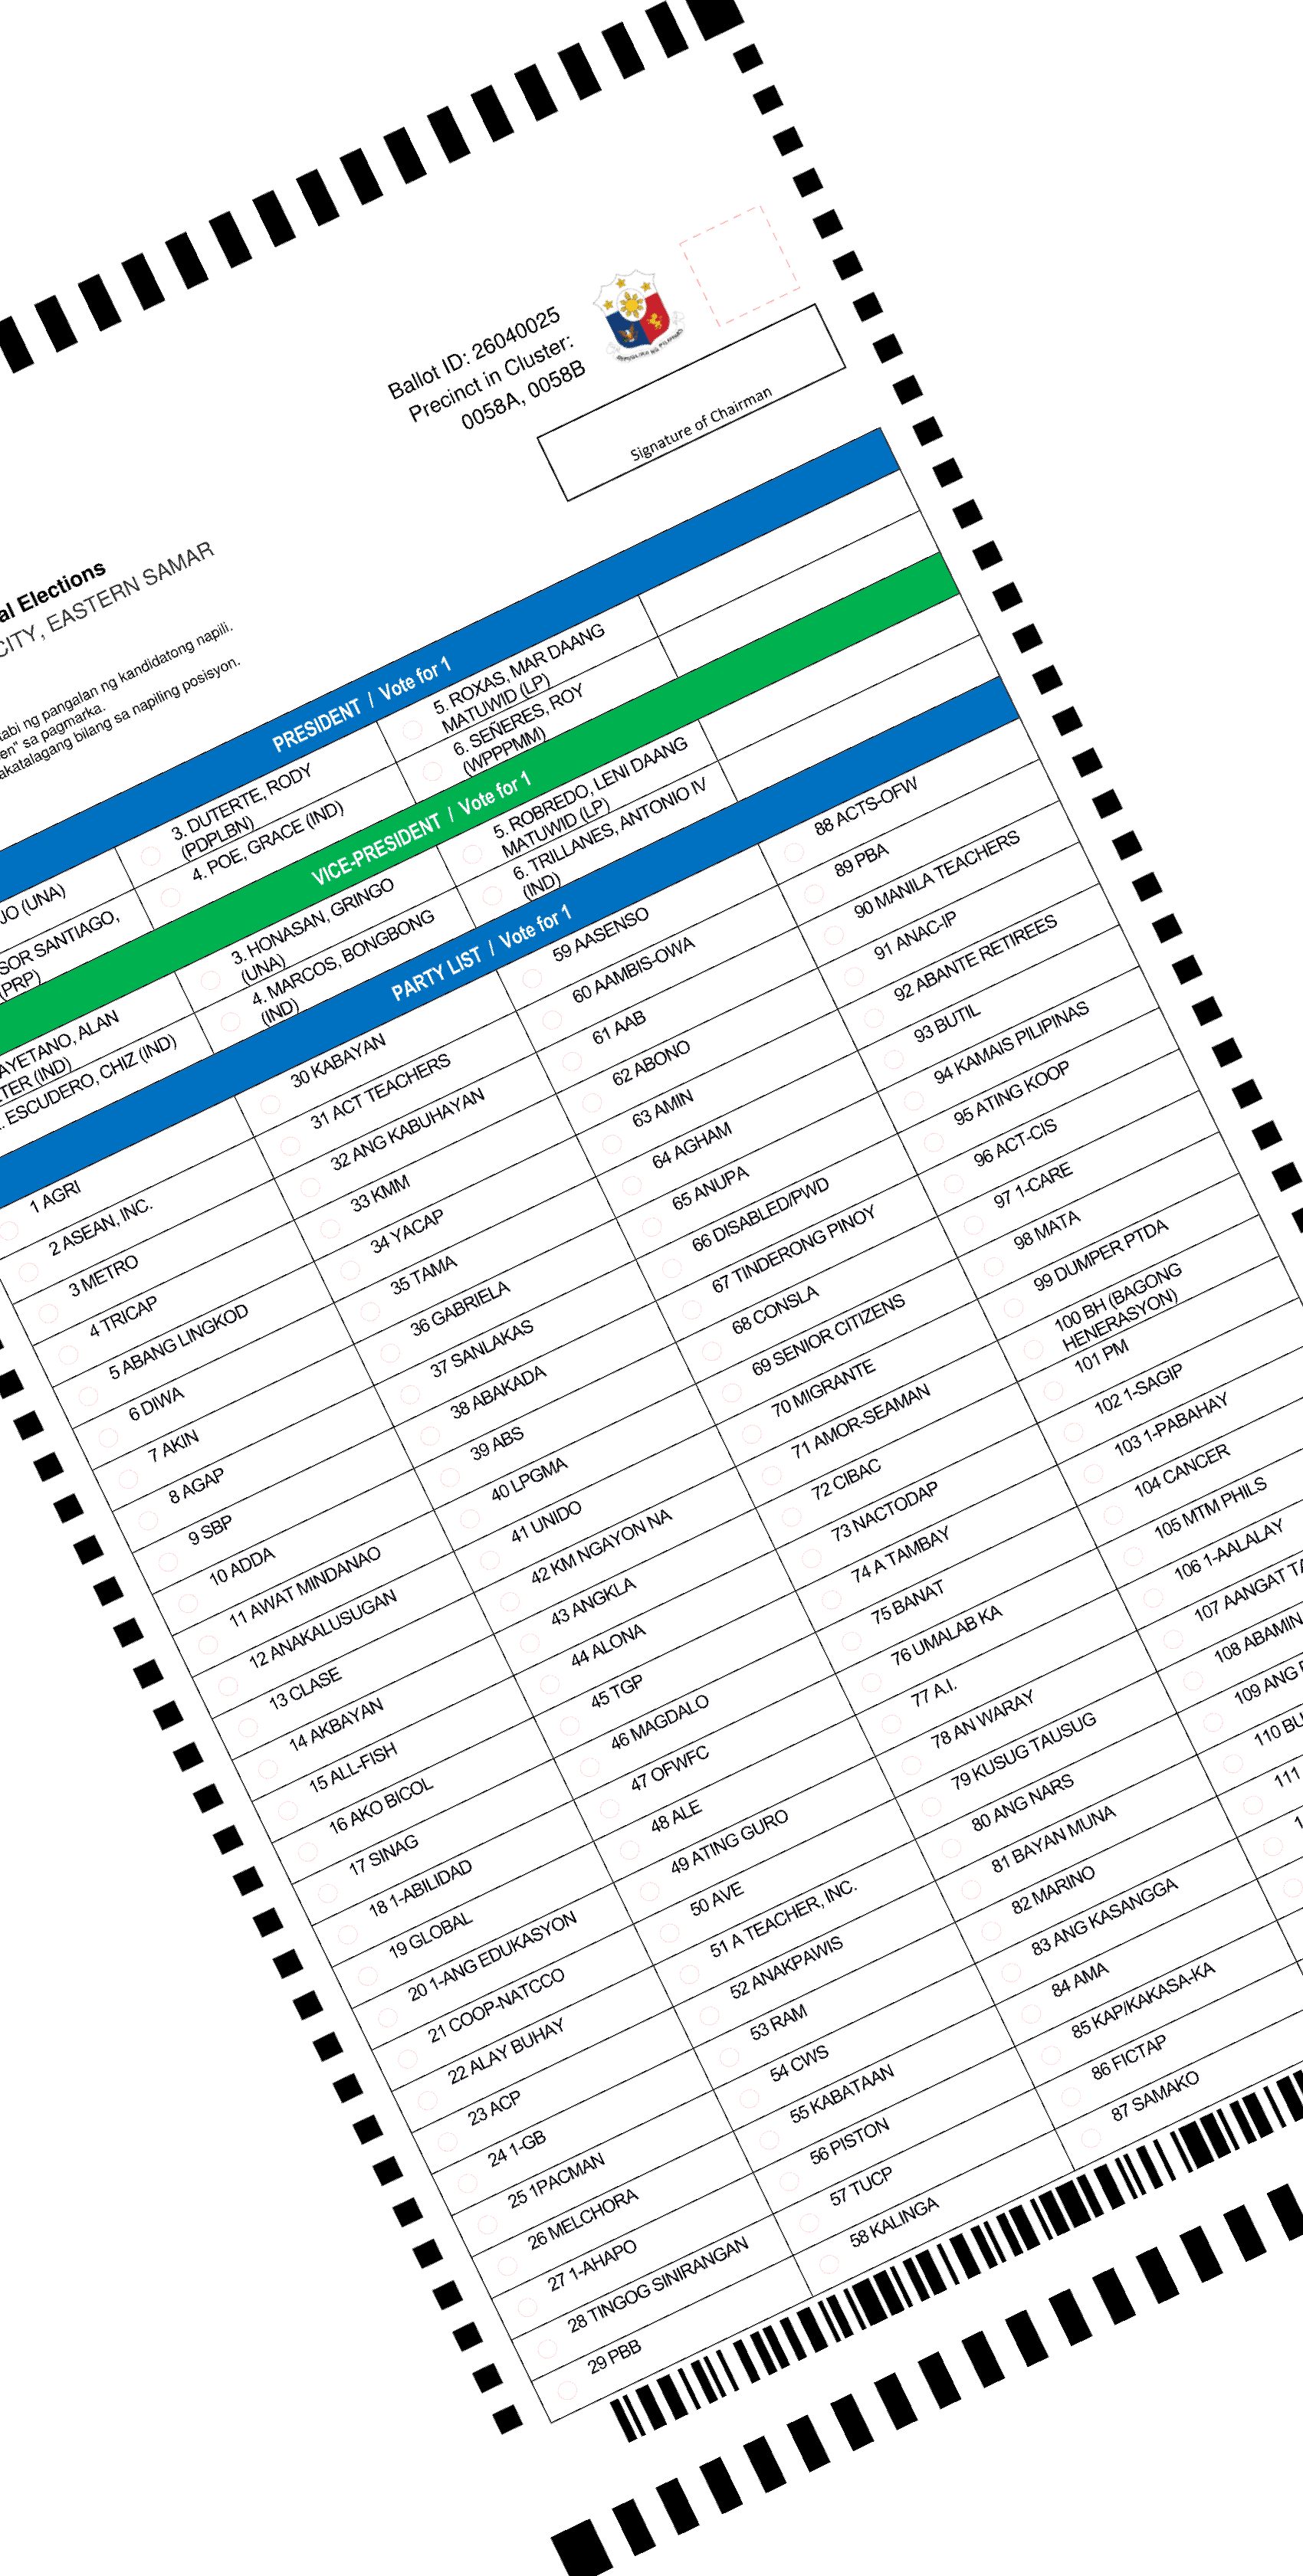 Ballot ID: 26040025
Precinct in Cluster:
0058A, 0058B
Signature of Chairman
Elections
CITY, EASTERN SAMAR
ng pangalan ng kandidatong napili.
sa pagmarka.
bilang sa napiling posisyon.
PRESIDENT / Vote for 1
(UNA)
SANTIAGO,
(PRP)
3. DUTERTE, RODY
(PDPLBN)
4. POE, GRACE (IND)
5. ROXAS, MAR DAANG
MATUWID (LP)
6. SEÑERES, ROY
(WPPPMM)
VICE-PRESIDENT / Vote for 1
ALAN
(IND)
ESCUDERO, CHIZ (IND)
3. HONASAN, GRINGO
(UNA)
4. MARCOS, BONGBONG
(IND)
5. ROBREDO, LENI DAANG
MATUWID (LP)
6. TRILLANES, ANTONIO IV
(IND)
PARTY LIST / Vote for 1
1 AGRI
2 ASEAN, INC.
3 METRO
4 TRICAP
5 ABANG LINGKOD
6 DIWA
7 AKIN
8 AGAP
9 SBP
10 ADDA
11 AWAT MINDANAO
12 ANAKALUSUGAN
13 CLASE
14 AKBAYAN
15 ALL-FISH
16 AKO BICOL
17 SINAG
18 1-ABILIDAD
19 GLOBAL
20 1-ANG EDUKASYON
21 COOP-NATCCO
22 ALAY BUHAY
23 ACP
24 1-GB
25 1PACMAN
26 MELCHORA
27 1-AHAPO
28 TINGOG SINIRANGAN
29 PBB
30 KABAYAN
31 ACT TEACHERS
32 ANG KABUHAYAN
33 KMM
34 YACAP
35 TAMA
36 GABRIELA
37 SANLAKAS
38 ABAKADA
39 ABS
40 LPGMA
41 UNIDO
42 KM NGAYON NA
43 ANGKLA
44 ALONA
45 TGP
46 MAGDALO
47 OFWFC
48 ALE
49 ATING GURO
50 AVE
51 A TEACHER, INC.
52 ANAKPAWIS
53 RAM
54 CWS
55 KABATAAN
56 PISTON
57 TUCP
58 KALINGA
59 AASENSO
60 AAMBIS-OWA
61 AAB
62 ABONO
63 AMIN
64 AGHAM
65 ANUPA
66 DISABLED/PWD
67 TINDERONG PINOY
68 CONSLA
69 SENIOR CITIZENS
70 MIGRANTE
71 AMOR-SEAMAN
72 CIBAC
73 NACTODAP
74 A TAMBAY
75 BANAT
76 UMALAB KA
77 A.I.
78 AN WARAY
79 KUSUG TAUSUG
80 ANG NARS
81 BAYAN MUNA
82 MARINO
83 ANG KASANGGA
84 AMA
85 KAP/KAKASA-KA
86 FICTAP
87 SAMAKO
88 ACTS-OFW
89 PBA
90 MANILA TEACHERS
91 ANAC-IP
92 ABANTE RETIREES
93 BUTIL
94 KAMAIS PILIPINAS
95 ATING KOOP
96 ACT-CIS
97 1-CARE
98 MATA
99 DUMPER PTDA
100 BH (BAGONG
HENERASYON)
101 PM
102 1-SAGIP
103 1-PABAHAY
104 CANCER
105 MTM PHILS
106 1-AALALAY
107 AANGAT
108 ABAMIN
109 ANG
110
111